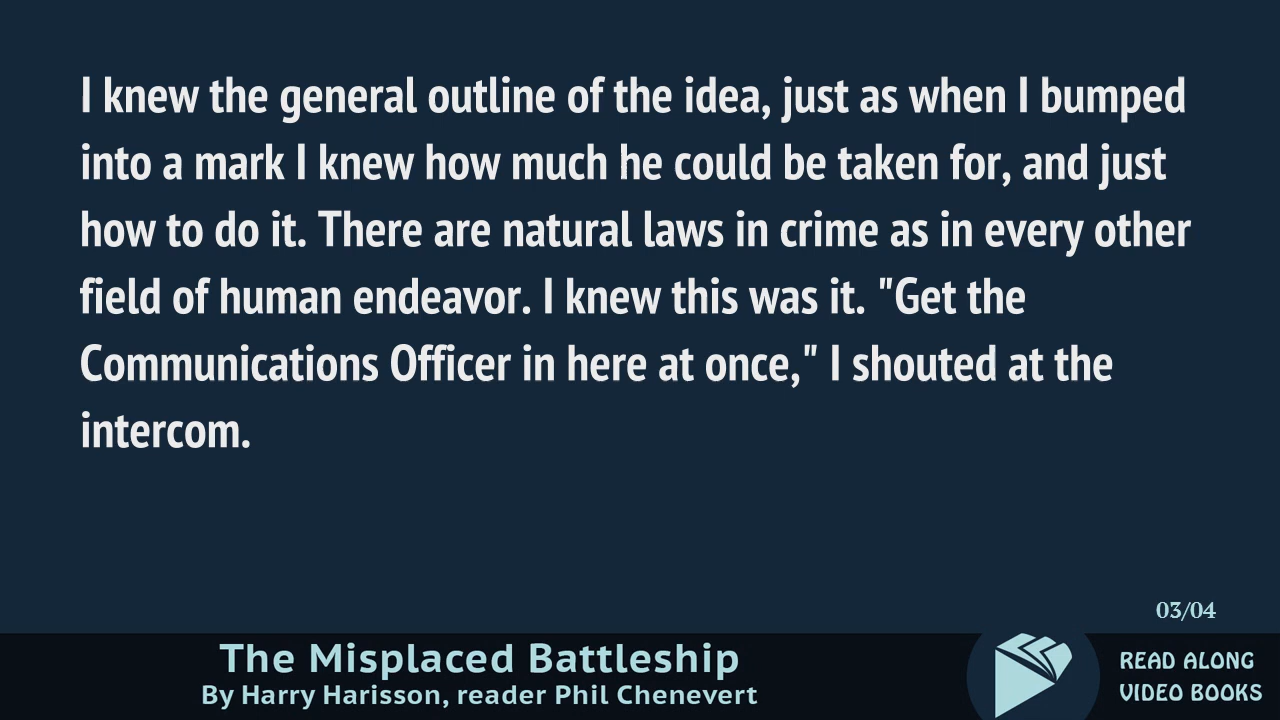 I knew the general outline of the idea, just as when I bumped
into a mark I knew how much he could be taken for, and just
how to do it. There are natural laws in crime as in every other
field of human endeavor. I knew this was it. "Get the
Communications Officer in here at once," I shouted at the
intercom.
03/04
The Misplaced Battleship
By Harry Harisson, reader Phil Chenevert
READ ALONG
VIDEO BOOKS